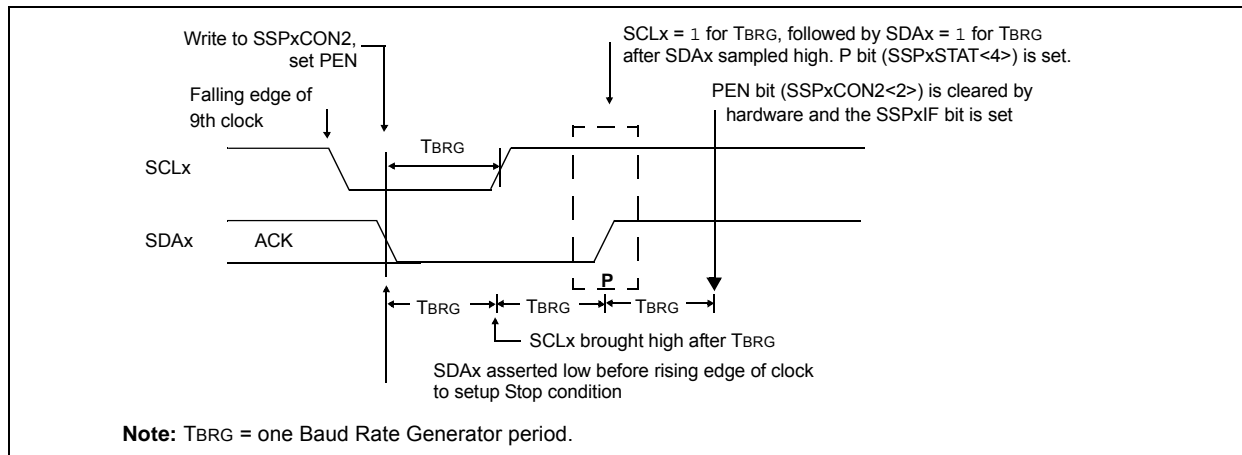 Write to SSPxCON2,
set PEN
SCLx = 1 for TBRG, followed by SDAx = 1 for TBRG
after SDAx sampled high. P bit (SSPxSTAT<4>) is set.
Falling edge of
9th clock
PEN bit (SSPxCON2<2>) is cleared by
hardware and the SSPxIF bit is set
TBRG
SCLx
SDAx
ACK
P
TBRG
TBRG
TBRG
SCLx brought high after TBRG
SDAx asserted low before rising edge of clock
to setup Stop condition
Note: TBRG = one Baud Rate Generator period.